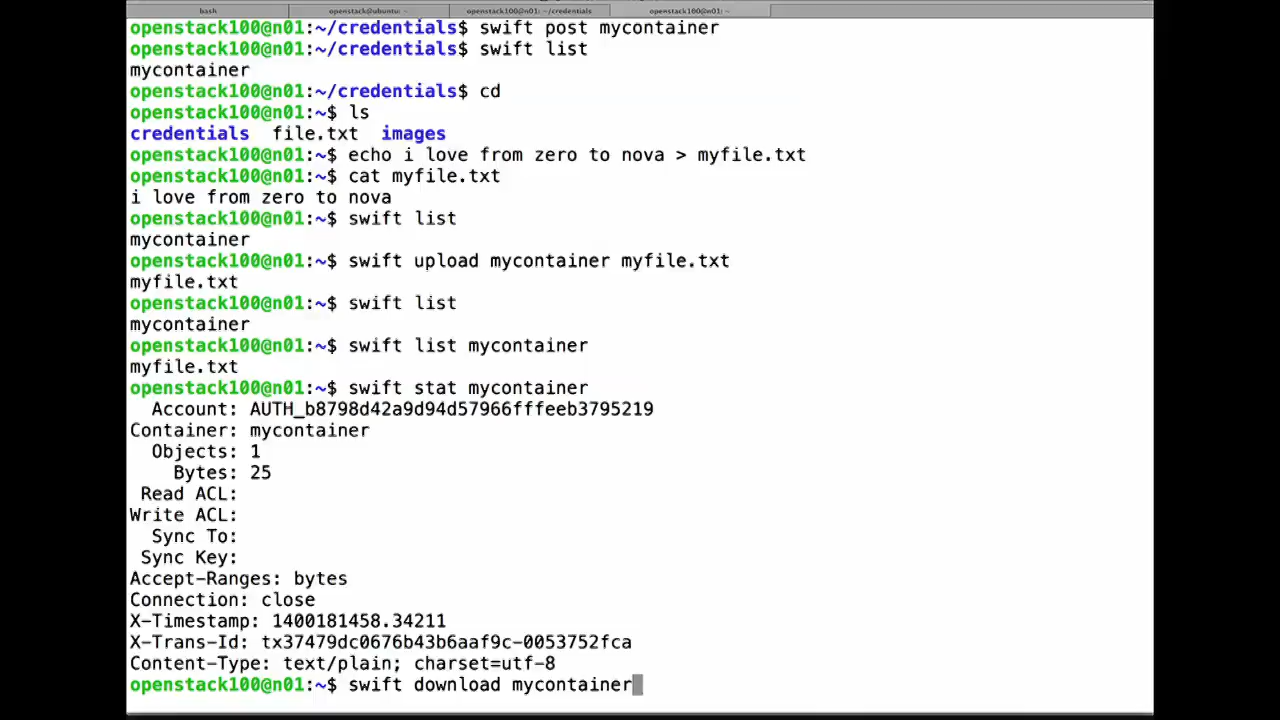 bash openstack@ubuntu: ~ openstack100@n01: ~/credentials openstack100@n01: ~
openstack100@n01:~/credentials$ swift post mycontainer
openstack100@n01:~/credentials$ swift list
mycontainer
openstack100@n01:~/credentials$ cd
openstack100@n01:~$ ls
credentials  file.txt  images
openstack100@n01:~$ echo i love from zero to nova > myfile.txt
openstack100@n01:~$ cat myfile.txt
i love from zero to nova
openstack100@n01:~$ swift list
mycontainer
openstack100@n01:~$ swift upload mycontainer myfile.txt
myfile.txt
openstack100@n01:~$ swift list
mycontainer
openstack100@n01:~$ swift list mycontainer
myfile.txt
openstack100@n01:~$ swift stat mycontainer
  Account: AUTH_b8798d42a9d94d57966fffeeb3795219
Container: mycontainer
  Objects: 1
    Bytes: 25
 Read ACL:
Write ACL:
  Sync To:
 Sync Key:
Accept-Ranges: bytes
Connection: close
X-Timestamp: 1400181458.34211
X-Trans-Id: tx37479dc0676b43b6aaf9c-0053752fca
Content-Type: text/plain; charset=utf-8
openstack100@n01:~$ swift download mycontainer